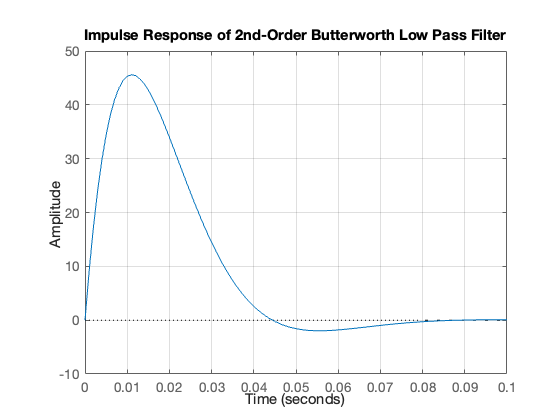 Impulse Response of 2nd-Order Butterworth Low Pass Filter
50
40
30
20
10
0
-10
Amplitude
0 0.01 0.02 0.03 0.04 0.05 0.06 0.07 0.08 0.09 0.1
Time (seconds)